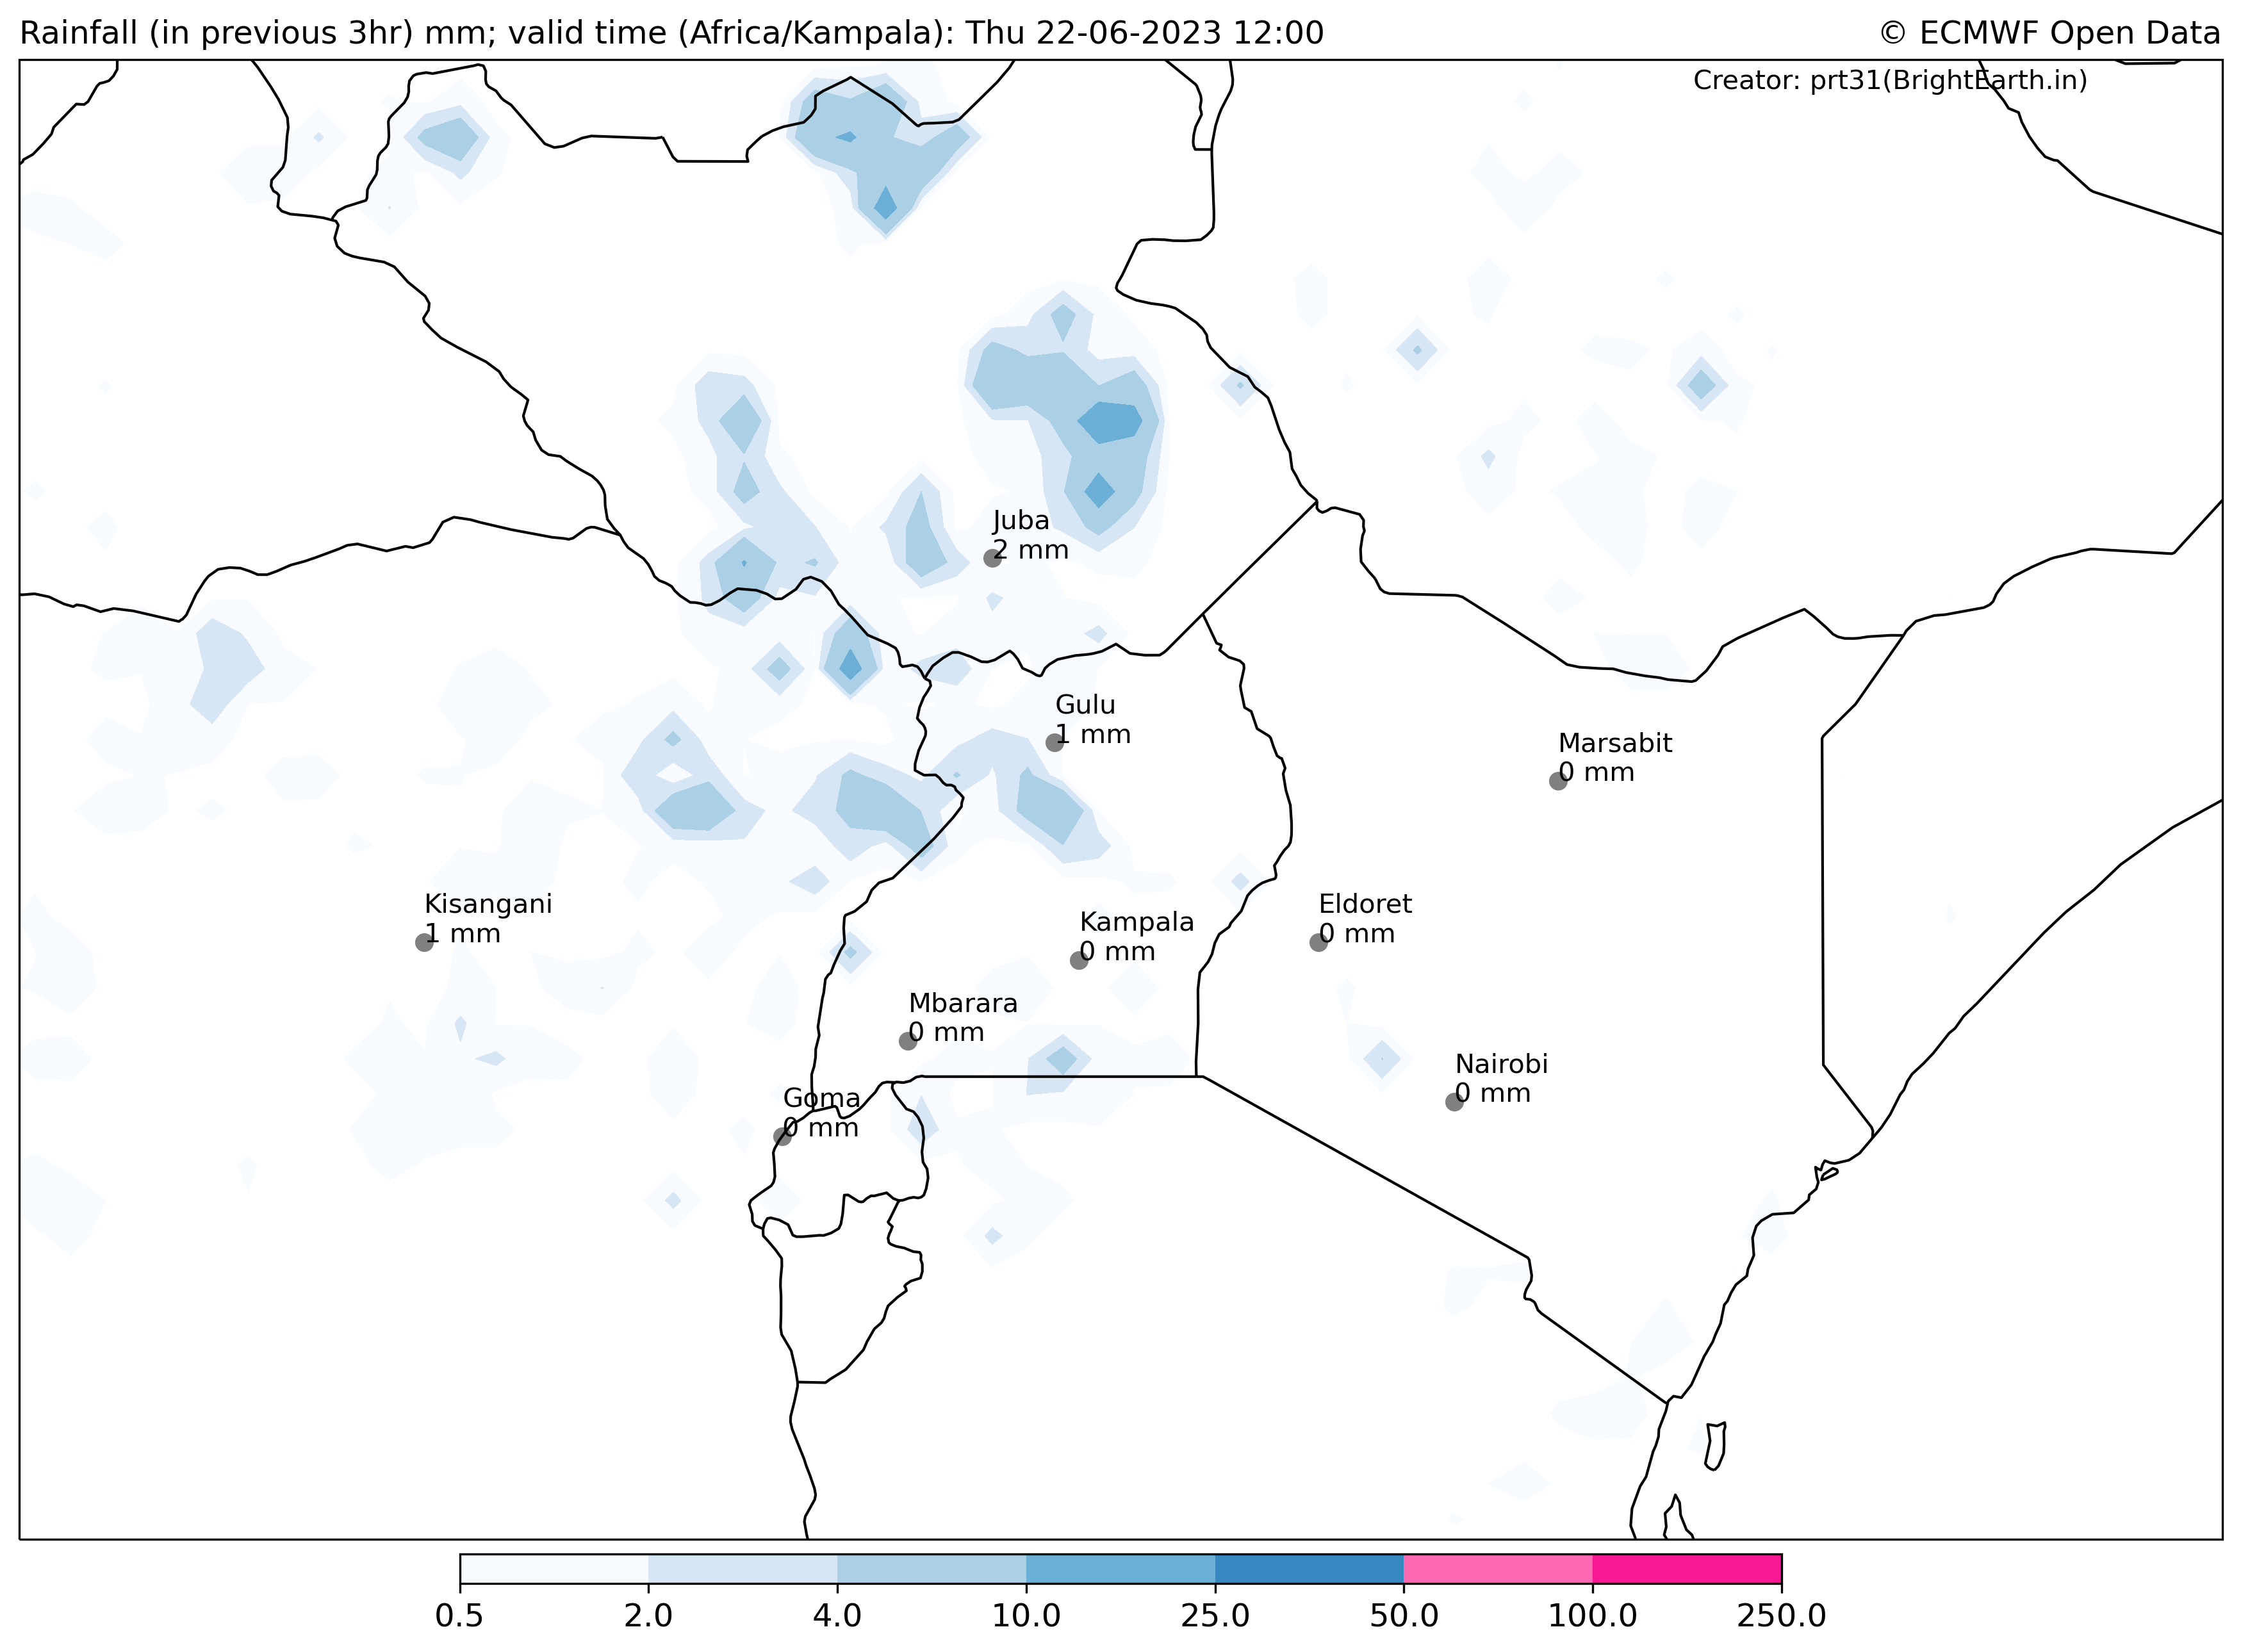 Rainfall (in previous 3hr) mm; valid time (Africa/Kampala): Thu 22-06-2023 12:00
© ECMWF Open Data
Creator: prt31(BrightEarth.in)
Juba
2 mm
Gulu
1 mm
Marsabit
0 mm
Kisangani
1 mm
Kampala
0 mm
Eldoret
0 mm
Mbarara
0 mm
Nairobi
0 mm
Goma
0 mm
0.5 2.0 4.0 10.0 25.0 50.0 100.0 250.0